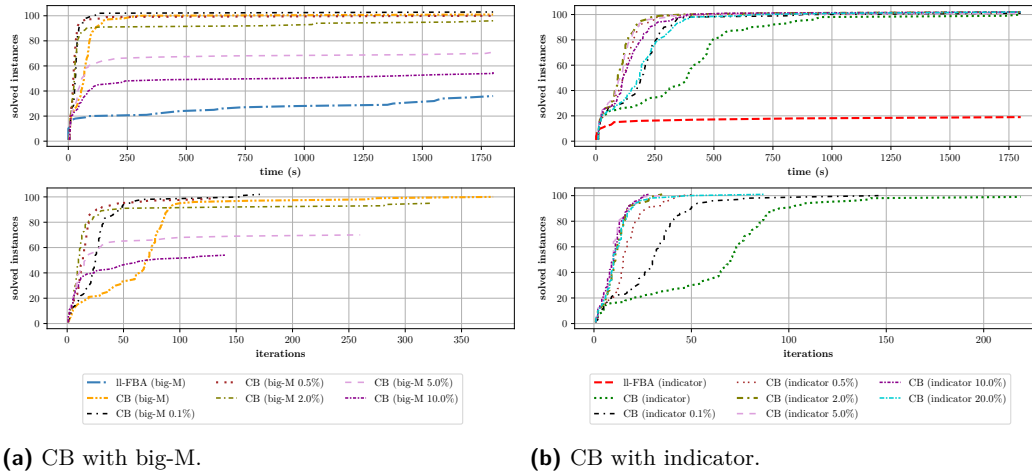 solved instances
100
80
60
40
20
0
0 250 500 750 1000 1250 1500 1750
time (s)
solved instances
100
80
60
40
20
0
0 50 100 150 200 250 300 350
iterations
ll-FBA (big-M)
CB (big-M)
CB (big-M 0.1%)
CB (big-M 0.5%)
CB (big-M 2.0%)
CB (big-M 5.0%)
CB (big-M 10.0%)
(a) CB with big-M.
solved instances
100
80
60
40
20
0
0 250 500 750 1000 1250 1500 1750
time (s)
solved instances
100
80
60
40
20
0
0 50 100 150 200
iterations
ll-FBA (indicator)
CB (indicator)
CB (indicator 0.1%)
CB (indicator 0.5%)
CB (indicator 2.0%)
CB (indicator 5.0%)
CB (indicator 10.0%)
CB (indicator 20.0%)
(b) CB with indicator.